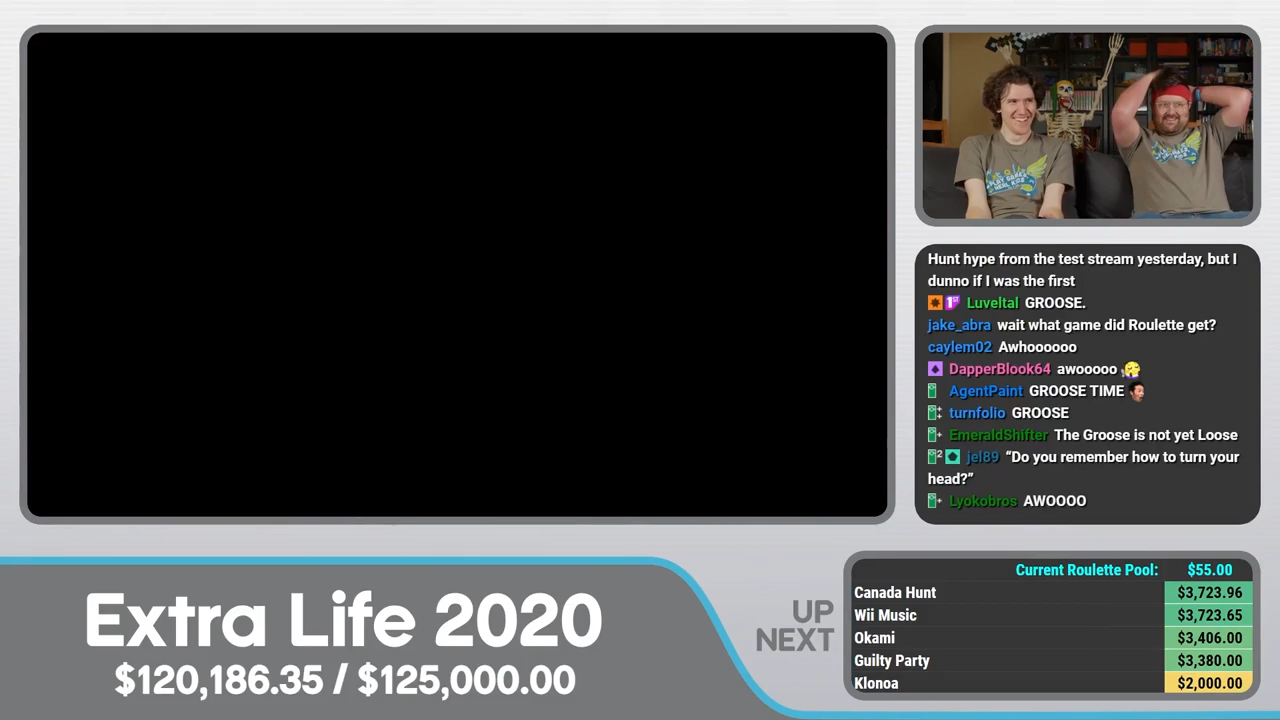 Hunt hype from the test stream yesterday, but I
dunno if I was the first
1ST Luveltal GROOSE.
jake_abra wait what game did Roulette get?
caylem02 Awhoooooo
DapperBlook64 awooooo
AgentPaint GROOSE TIME
turnfolio GROOSE
EmeraldShifter The Groose is not yet Loose
2 jel89 “Do you remember how to turn your
head?”
Lyokobros AWOOOO
Extra Life 2020
$120,186.35 / $125,000.00
UP
NEXT
Current Roulette Pool: $55.00
Canada Hunt $3,723.96
Wii Music $3,723.65
Okami $3,406.00
Guilty Party $3,380.00
Klonoa $2,000.00